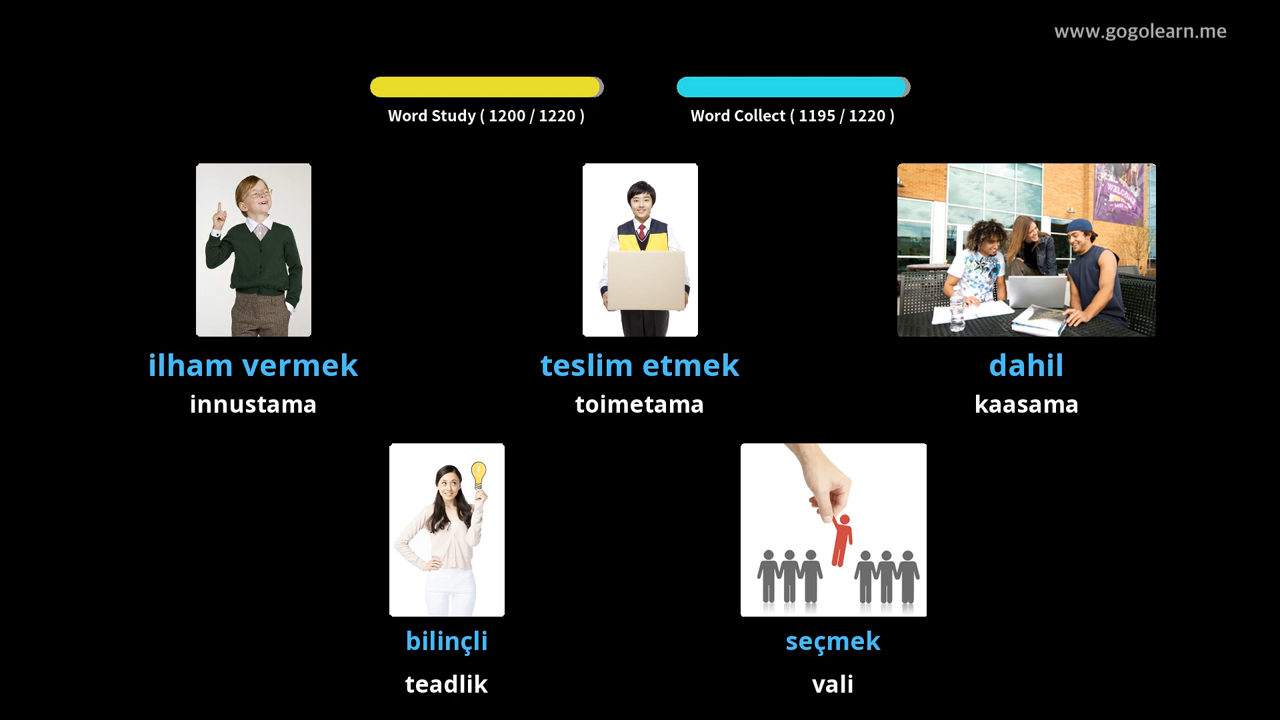 www.gogolearn.me
Word Study ( 1200 / 1220 )
Word Collect ( 1195 / 1220 )
WELCOME
ilham vermek
teslim etmek
dahil
innustama
toimetama
kaasama
bilinçli
seçmek
teadlik
vali